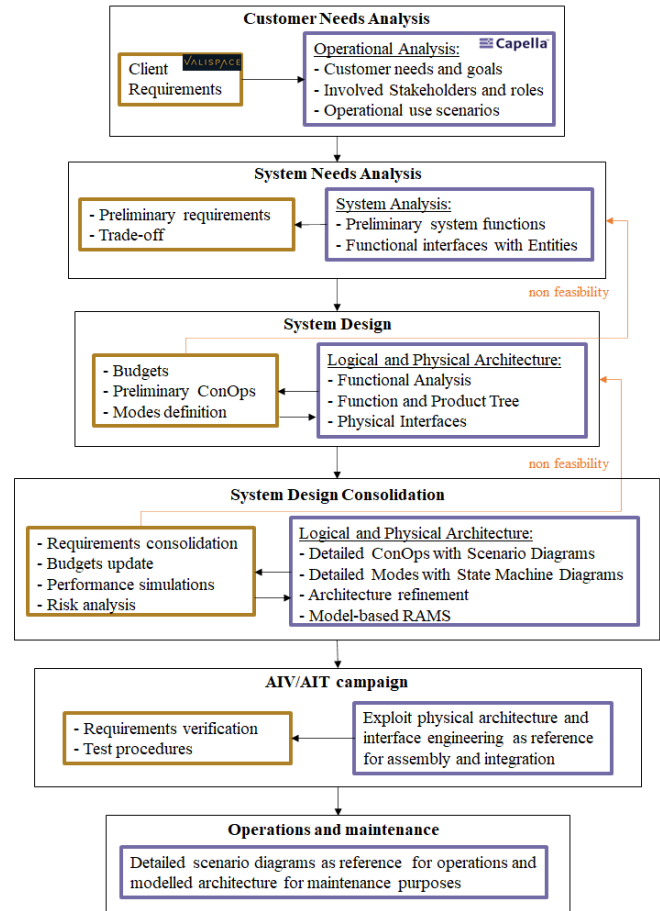 Customer Needs Analysis
Client
Requirements
VALISPACE
Operational Analysis:
Capella
- Customer needs and goals
- Involved Stakeholders and roles
- Operational use scenarios
System Needs Analysis
- Preliminary requirements
- Trade-off
System Analysis:
- Preliminary system functions
- Functional interfaces with Entities
non feasibility
System Design
- Budgets
- Preliminary ConOps
- Modes definition
Logical and Physical Architecture:
- Functional Analysis
- Function and Product Tree
- Physical Interfaces
non feasibility
System Design Consolidation
- Requirements consolidation
- Budgets update
- Performance simulations
- Risk analysis
Logical and Physical Architecture:
- Detailed ConOps with Scenario Diagrams
- Detailed Modes with State Machine Diagrams
- Architecture refinement
- Model-based RAMS
AIV/AIT campaign
- Requirements verification
- Test procedures
Exploit physical architecture and
interface engineering as reference
for assembly and integration
Operations and maintenance
Detailed scenario diagrams as reference for operations and
modelled architecture for maintenance purposes